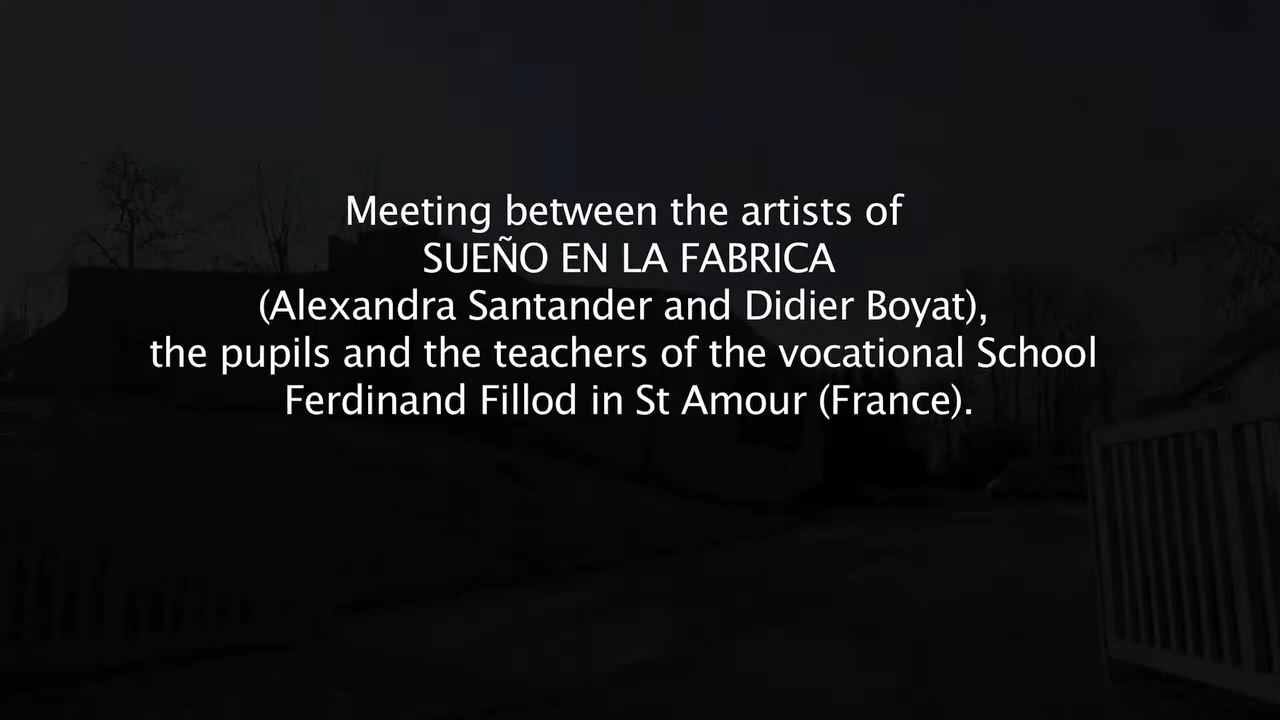 Meeting between the artists of
SUEÑO EN LA FABRICA
(Alexandra Santander and Didier Boyat),
the pupils and the teachers of the vocational School
Ferdinand Fillod in St Amour (France).